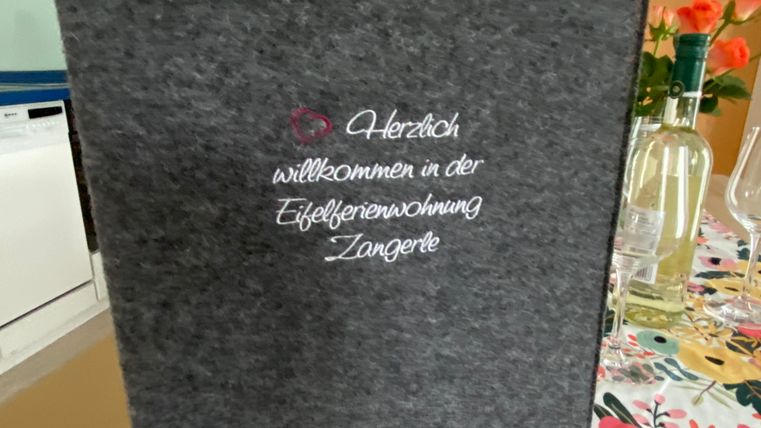 Herzlich
willkommen in der
Eifelferienwohnung
Zangerle